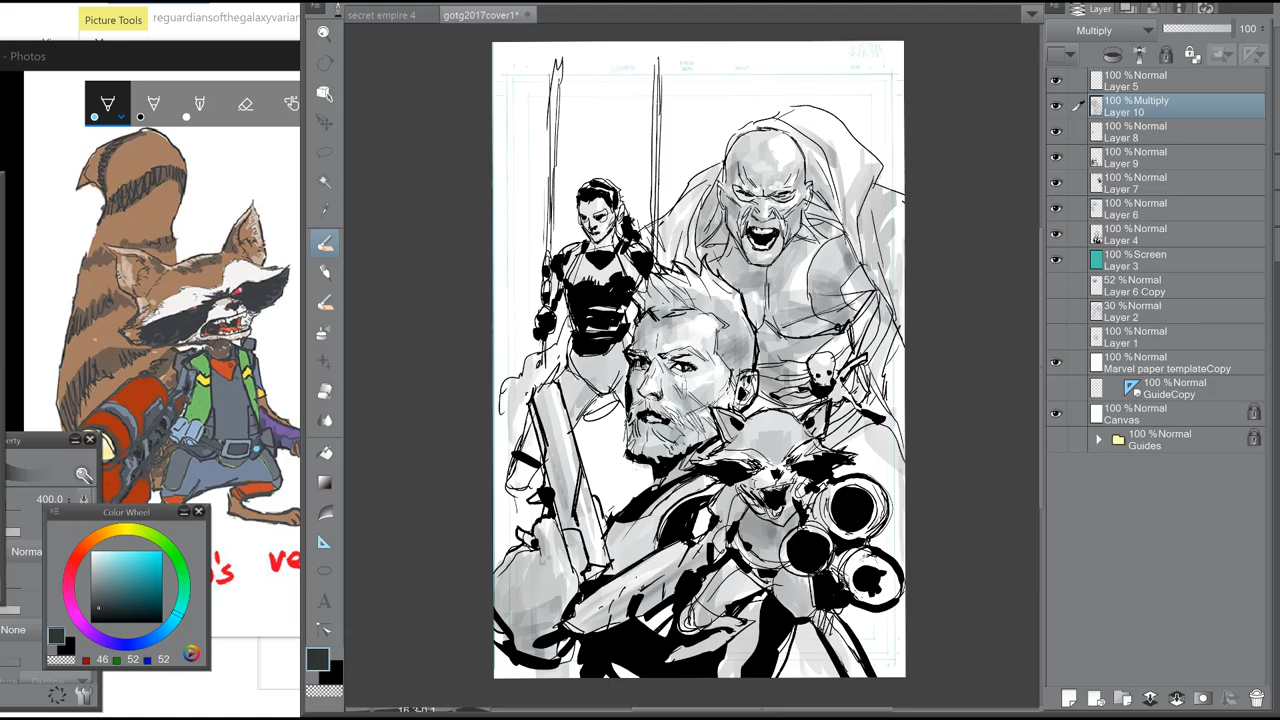 Picture Tools
reguardiansofthegalaxyvarian
- Photos
secret empire 4
gotg2017cover1*
Layer
Multiply
100
100 %Normal
Layer 5
100 %Multiply
Layer 10
100 %Normal
Layer 8
100 %Normal
Layer 9
100 %Normal
Layer 7
100 %Normal
Layer 6
100 %Normal
Layer 4
100 %Screen
Layer 3
52 %Normal
Layer 6 Copy
30 %Normal
Layer 2
100 %Normal
Layer 1
100 %Normal
Marvel paper templateCopy
100 %Normal
GuideCopy
100 %Normal
Canvas
100 %Normal
Guides
perty
400.0
Norma
None
Color Wheel
46 52 52
's ve